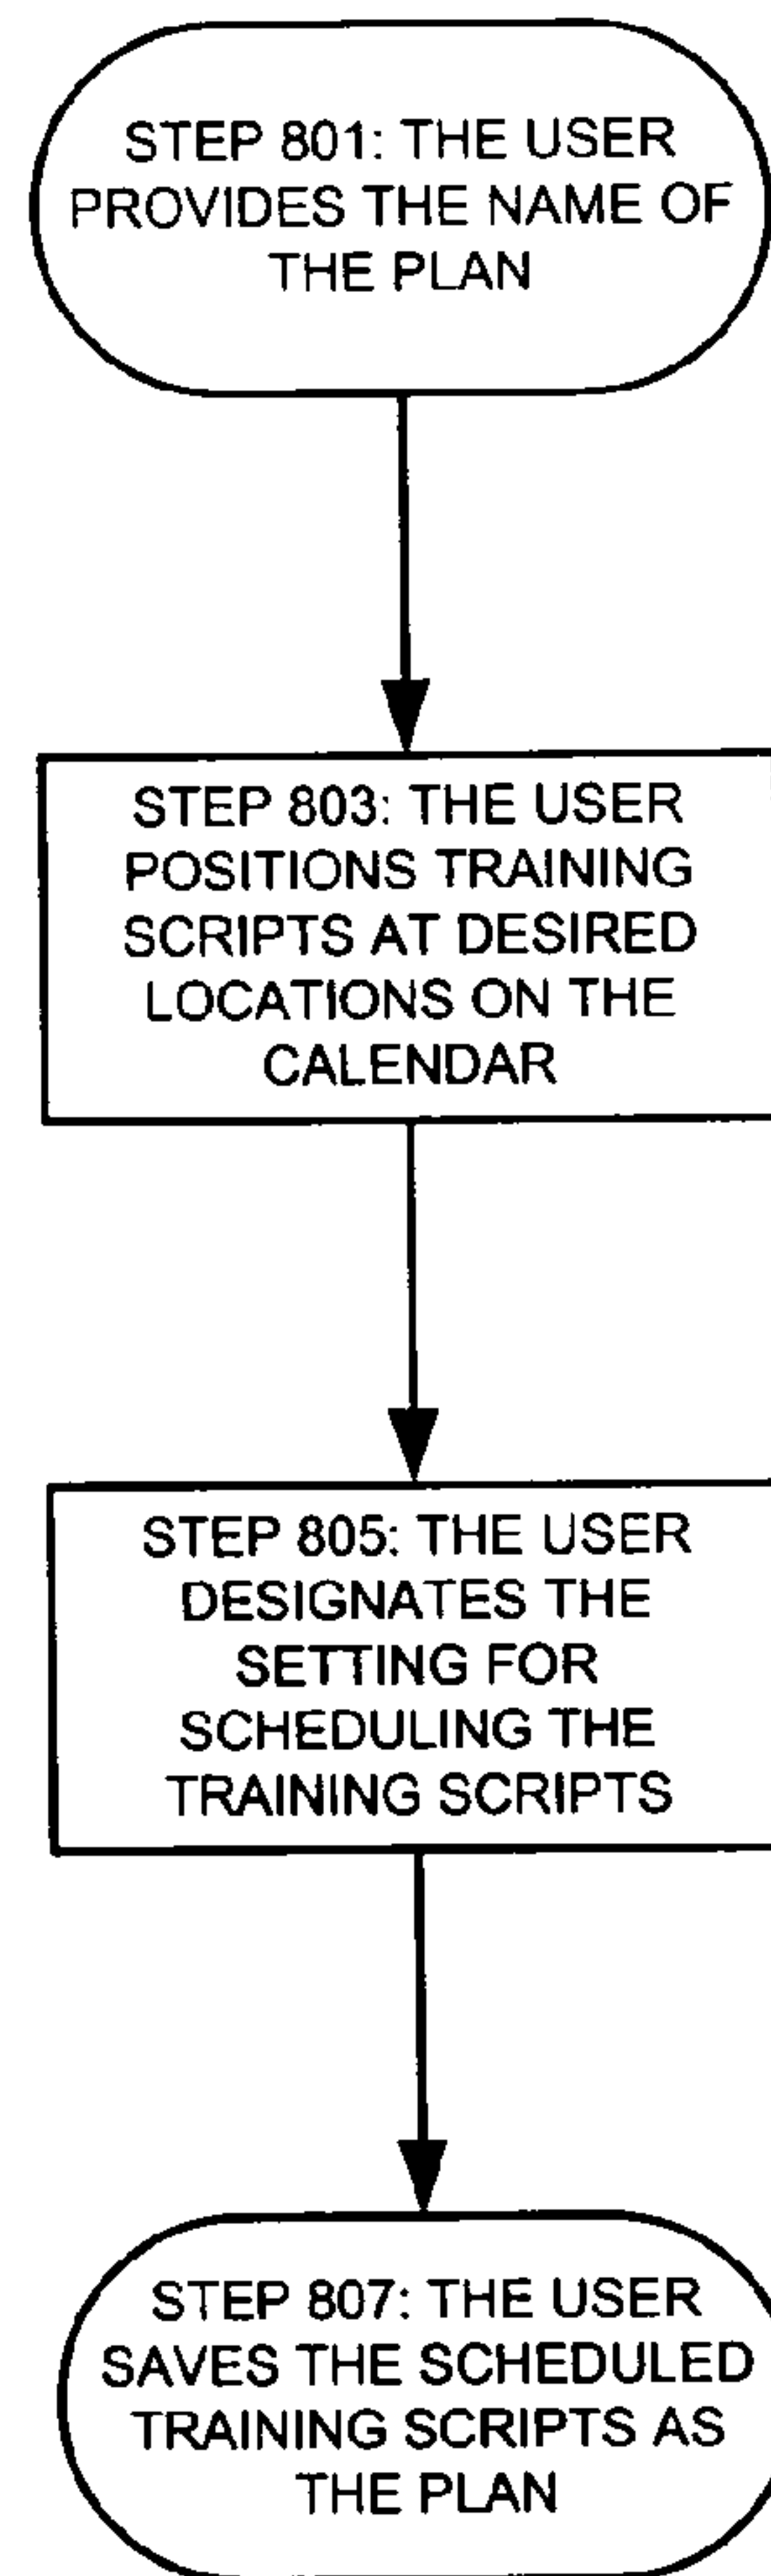 STEP 801: THE USER
PROVIDES THE NAME OF
THE PLAN
STEP 803: THE USER
POSITIONS TRAINING
SCRIPTS AT DESIRED
LOCATIONS ON THE
CALENDAR
STEP 805: THE USER
DESIGNATES THE
SETTING FOR
SCHEDULING THE
TRAINING SCRIPTS
STEP 807: THE USER
SAVES THE SCHEDULED
TRAINING SCRIPTS AS
THE PLAN